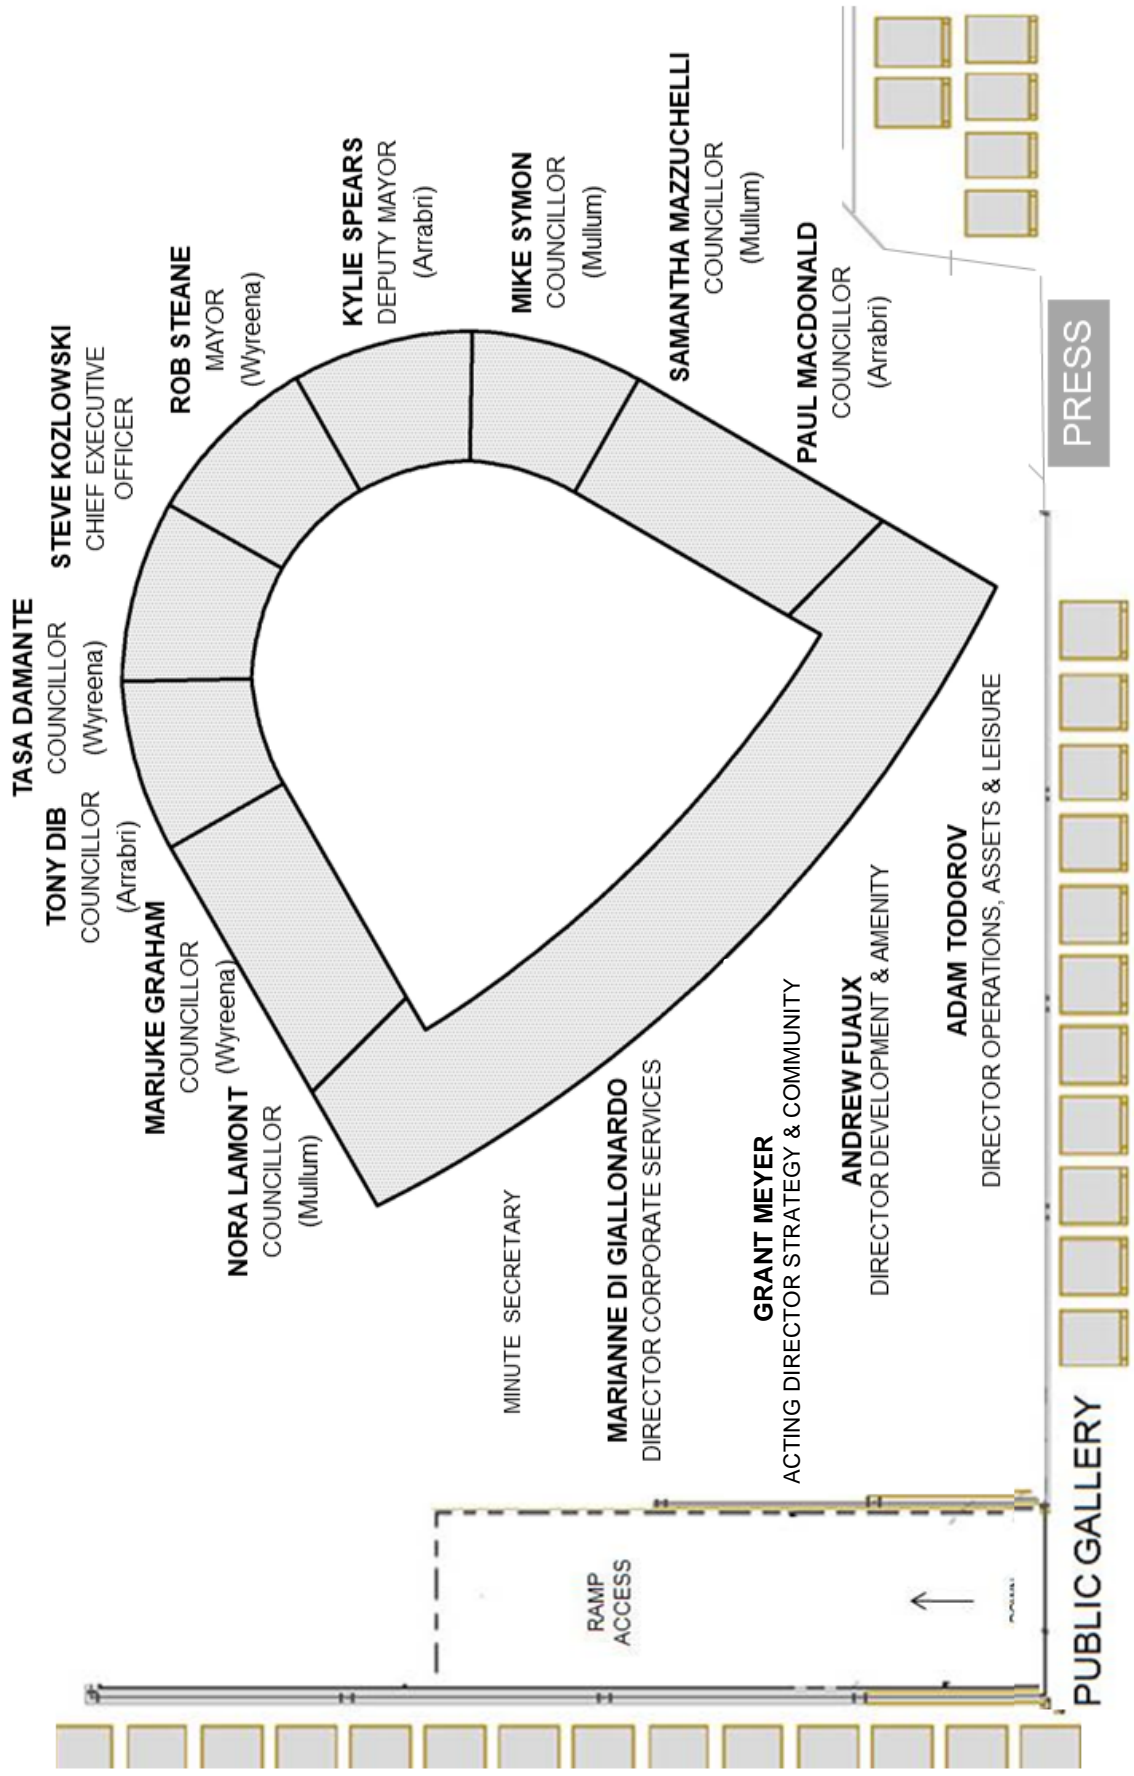 TASA DAMANTE
COUNCILLOR
(Wyreena)
STEVE KOZLOWSKI
CHIEF EXECUTIVE
OFFICER
ROB STEANE
MAYOR
(Wyreena)
KYLIE SPEARS
DEPUTY MAYOR
(Arrabri)
MIKE SYMON
COUNCILLOR
(Mullum)
SAMANTHA MAZZUCHELLI
COUNCILLOR
(Mullum)
PAUL MACDONALD
COUNCILLOR
(Arrabri)
TONY DIB
COUNCILLOR
(Arrabri)
MARIJKE GRAHAM
COUNCILLOR
(Wyreena)
NORA LAMONT
COUNCILLOR
(Mullum)
MINUTE SECRETARY
MARIANNE DI GIALLONARDO
DIRECTOR CORPORATE SERVICES
GRANT MEYER
ACTING DIRECTOR STRATEGY & COMMUNITY
ANDREW FUAUX
DIRECTOR DEVELOPMENT & AMENITY
ADAM TODOROV
DIRECTOR OPERATIONS, ASSETS & LEISURE
RAMP
ACCESS
PUBLIC GALLERY
PRESS